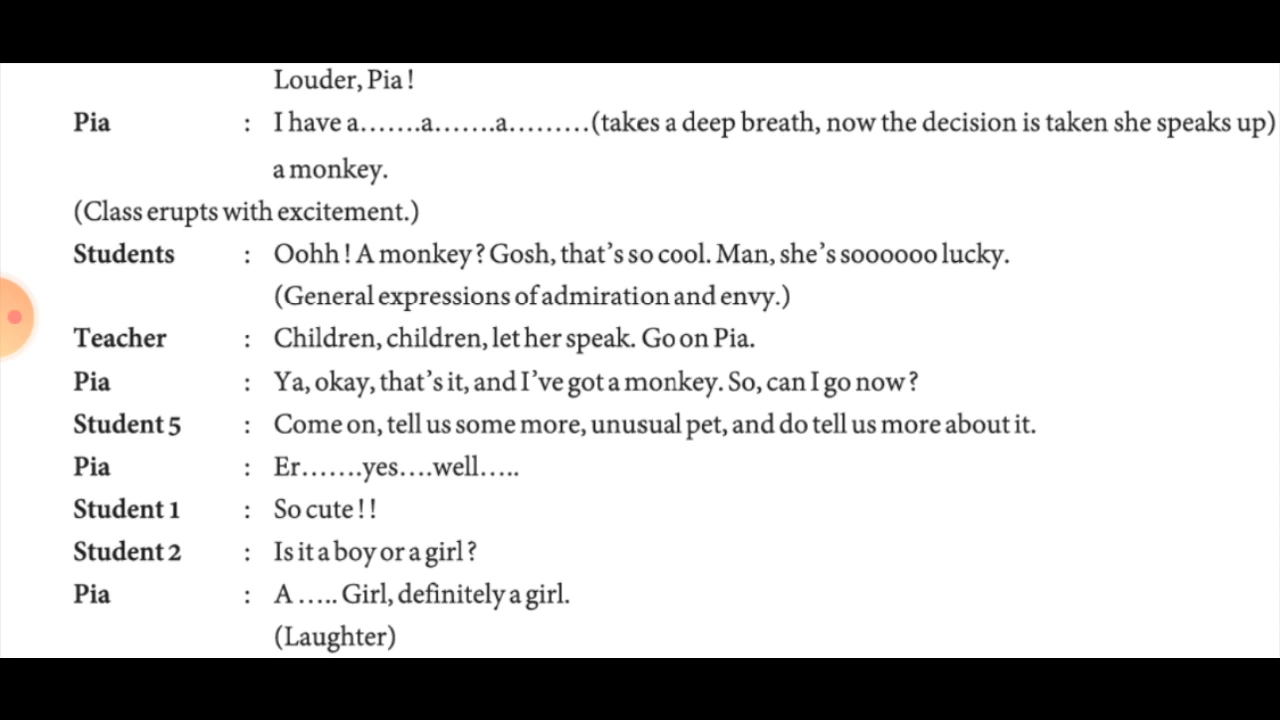 Louder, Pia !
Pia : I have a.......a.......a.........(takes a deep breath, now the decision is taken she speaks up)
a monkey.
(Class erupts with excitement.)
Students : Oohh ! A monkey ? Gosh, that’s so cool. Man, she’s soooooo lucky.
(General expressions of admiration and envy.)
Teacher : Children, children, let her speak. Go on Pia.
Pia : Ya, okay, that’s it, and I’ve got a monkey. So, can I go now ?
Student 5 : Come on, tell us some more, unusual pet, and do tell us more about it.
Pia : Er.......yes....well.....
Student 1 : So cute ! !
Student 2 : Is it a boy or a girl ?
Pia : A ..... Girl, definitely a girl.
(Laughter)